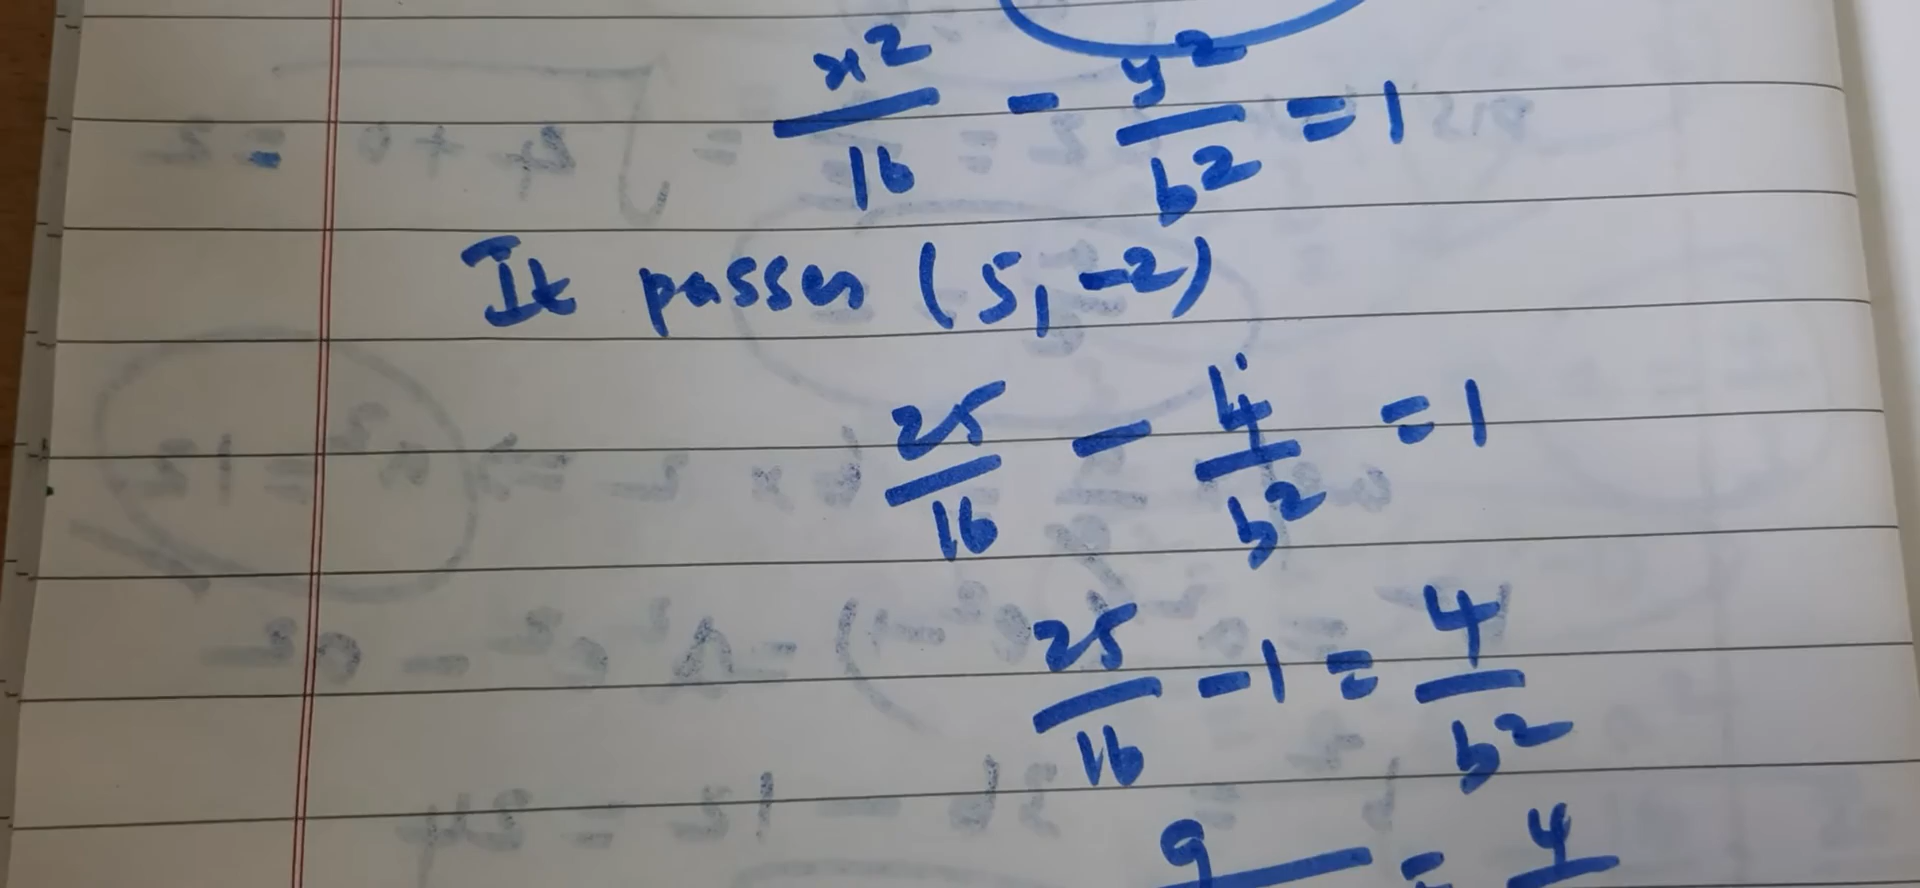 x²/16 - y²/b² = 1
It passes (5, -2)
25/16 - 4/b² = 1
25/16 - 1 = 4/b²
9 = 4